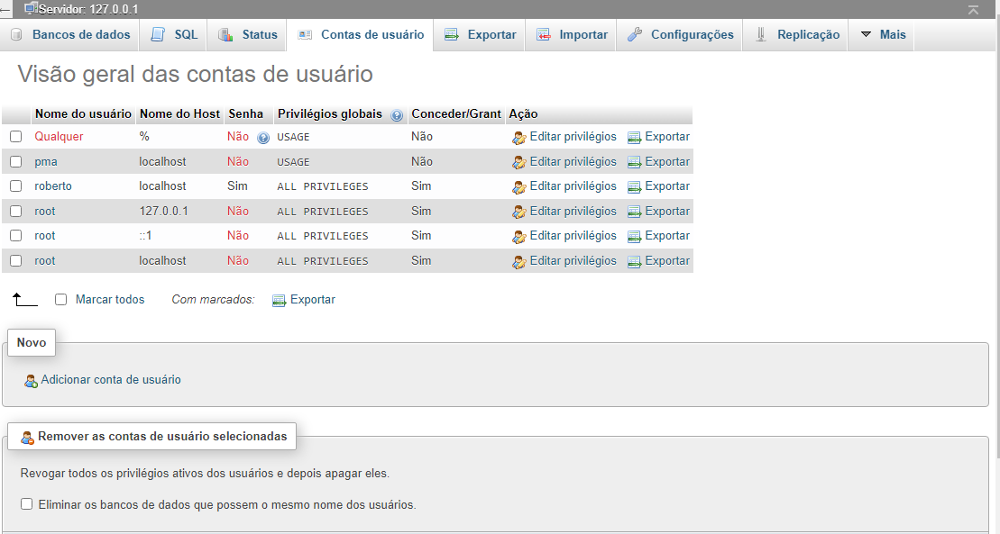 Servidor: 127.0.0.1
Bancos de dados SQL Status Contas de usuário Exportar Importar Configurações Replicação Mais
Visão geral das contas de usuário
Nome do usuário Nome do Host Senha Privilégios globais Conceder/Grant Ação
Qualquer % Não USAGE Não Editar privilégios Exportar
pma localhost Não USAGE Não Editar privilégios Exportar
roberto localhost Sim ALL PRIVILEGES Sim Editar privilégios Exportar
root 127.0.0.1 Não ALL PRIVILEGES Sim Editar privilégios Exportar
root ::1 Não ALL PRIVILEGES Sim Editar privilégios Exportar
root localhost Não ALL PRIVILEGES Sim Editar privilégios Exportar
Marcar todos Com marcados: Exportar
Novo
Adicionar conta de usuário
Remover as contas de usuário selecionadas
Revogar todos os privilégios ativos dos usuários e depois apagar eles.
Eliminar os bancos de dados que possem o mesmo nome dos usuários.